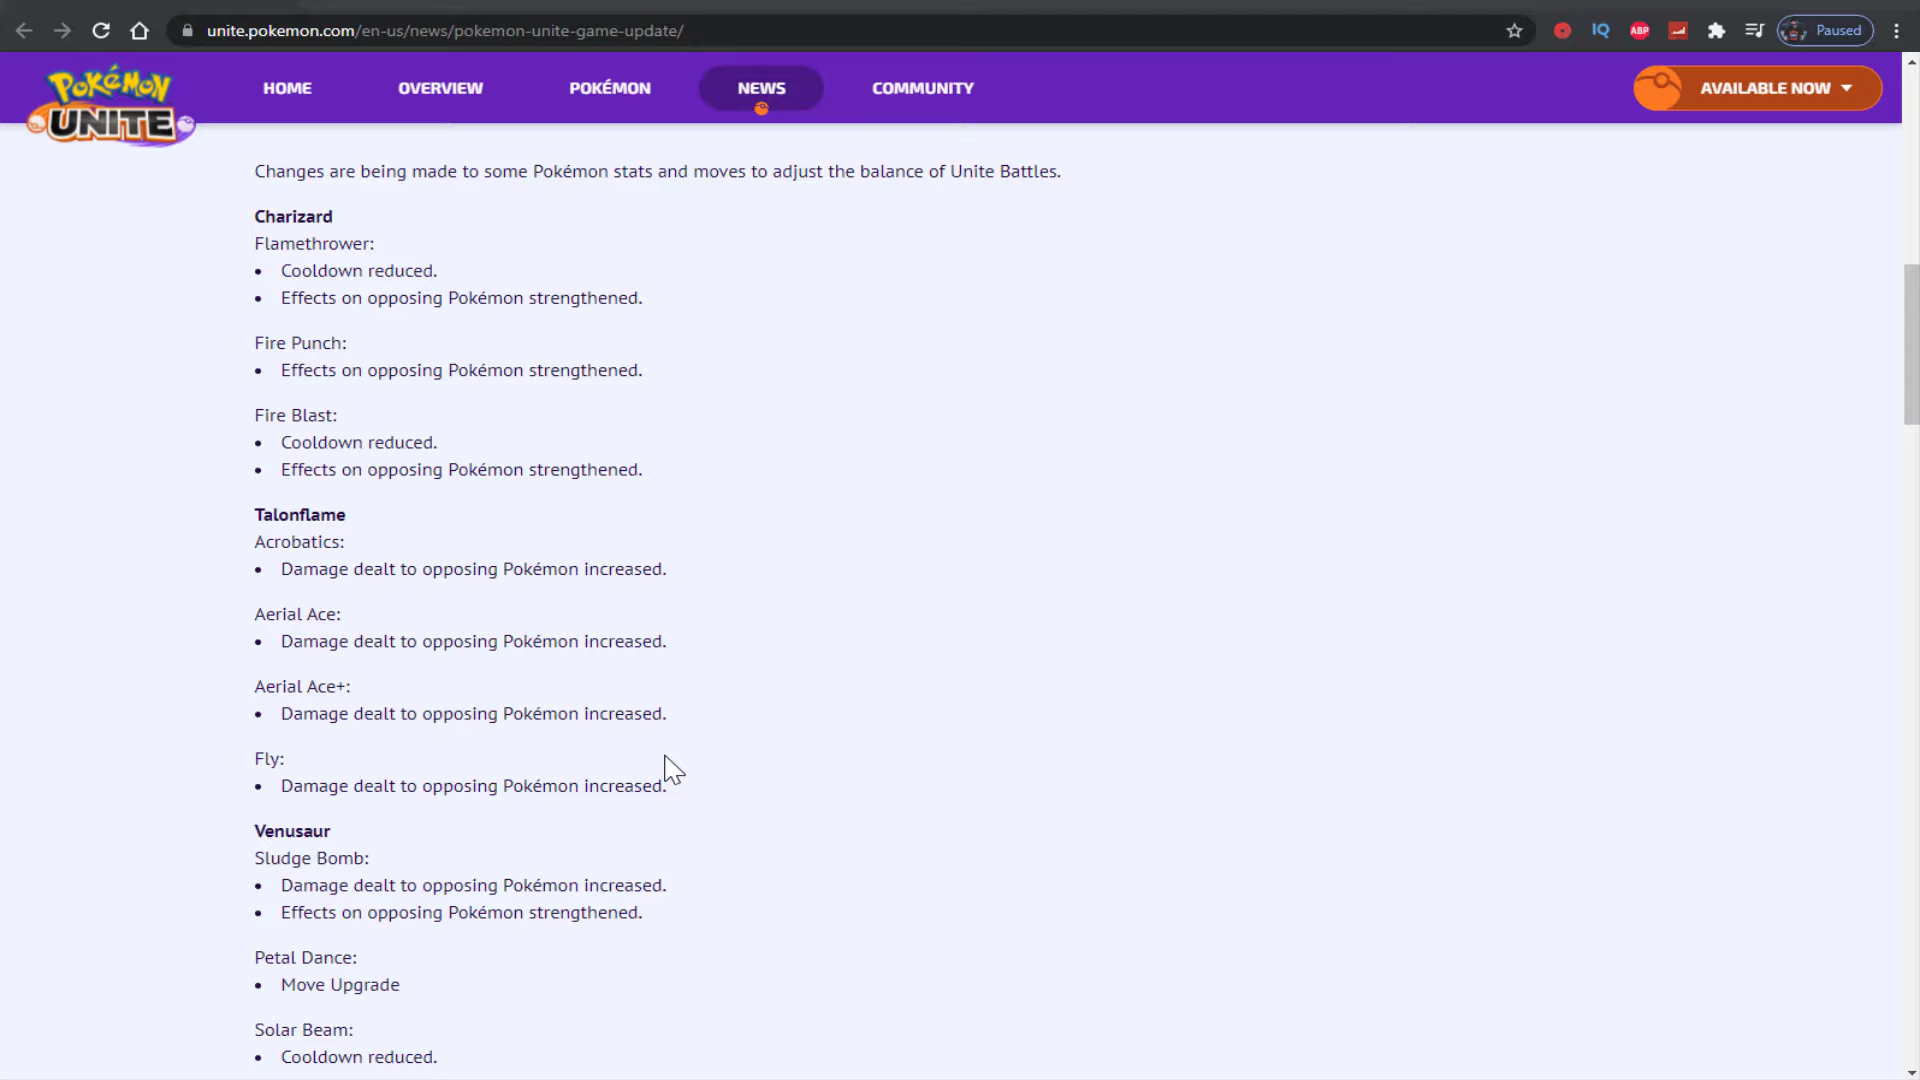 unite.pokemon.com/en-us/news/pokemon-unite-game-update/
IQ
ABP
Paused
POKÉMON
UNITE
HOME
OVERVIEW
POKÉMON
NEWS
COMMUNITY
AVAILABLE NOW
Changes are being made to some Pokémon stats and moves to adjust the balance of Unite Battles.
Charizard
Flamethrower:
• Cooldown reduced.
• Effects on opposing Pokémon strengthened.
Fire Punch:
• Effects on opposing Pokémon strengthened.
Fire Blast:
• Cooldown reduced.
• Effects on opposing Pokémon strengthened.
Talonflame
Acrobatics:
• Damage dealt to opposing Pokémon increased.
Aerial Ace:
• Damage dealt to opposing Pokémon increased.
Aerial Ace+:
• Damage dealt to opposing Pokémon increased.
Fly:
• Damage dealt to opposing Pokémon increased.
Venusaur
Sludge Bomb:
• Damage dealt to opposing Pokémon increased.
• Effects on opposing Pokémon strengthened.
Petal Dance:
• Move Upgrade
Solar Beam:
• Cooldown reduced.